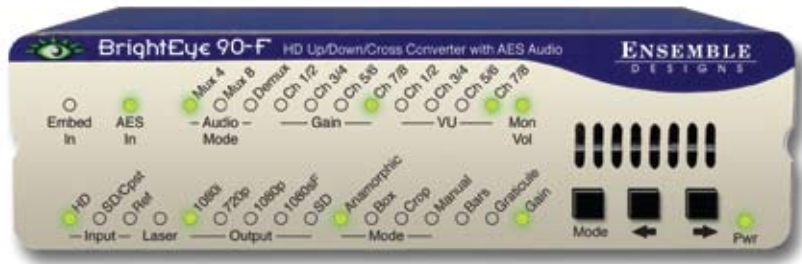 BrightEye 90-F HD Up/Down/Cross Converter with AES Audio
ENSEMBLE
DESIGNS
Mux 4 Mux 8 Demux Ch 1/2 Ch 3/4 Ch 5/6 Ch 7/8 Ch 1/2 Ch 3/4 Ch 5/6 Ch 7/8
Embed In
AES In
Audio Mode
Gain
VU
Mon Vol
HD SD/Cpst Ref 1080i 720p 1080p 1080sF SD Anamorphic Box Crop Manual Bars Graticule Gain
Input Laser Output Mode
Mode
Pwr